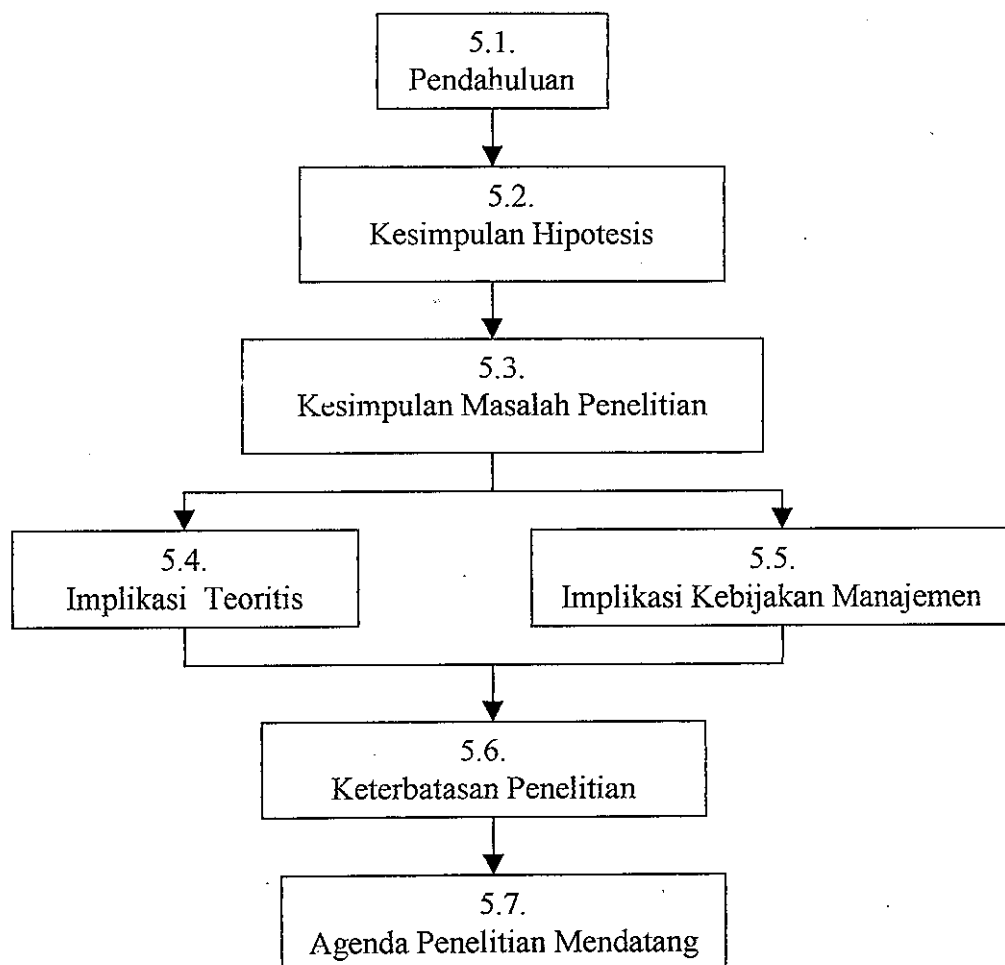 5.1.
Pendahuluan
5.2.
Kesimpulan Hipotesis
5.3.
Kesimpulan Masalah Penelitian
5.4.
Implikasi Teoritis
5.5.
Implikasi Kebijakan Manajemen
5.6.
Keterbatasan Penelitian
5.7.
Agenda Penelitian Mendatang